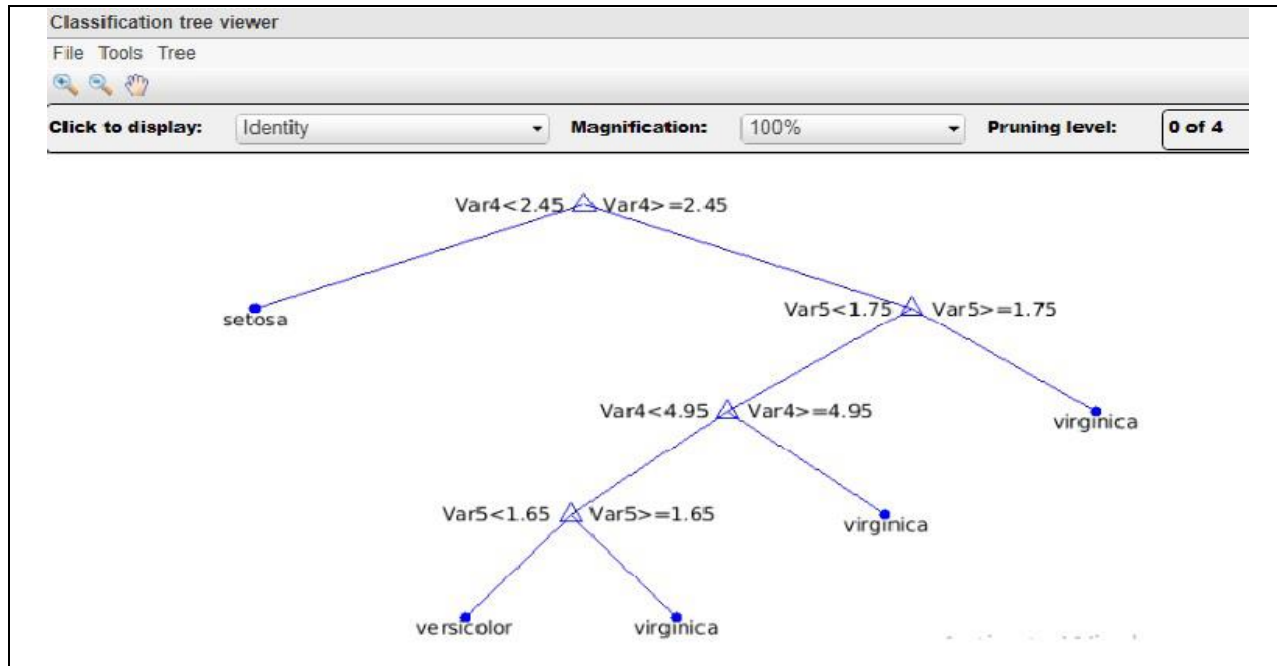 Classification tree viewer
File Tools Tree
Click to display: Identity Magnification: 100% Pruning level: 0 of 4
Var4<2.45 Var4>=2.45
setosa
Var5<1.75 Var5>=1.75
Var4<4.95 Var4>=4.95
virginica
Var5<1.65 Var5>=1.65
virginica
versicolor virginica